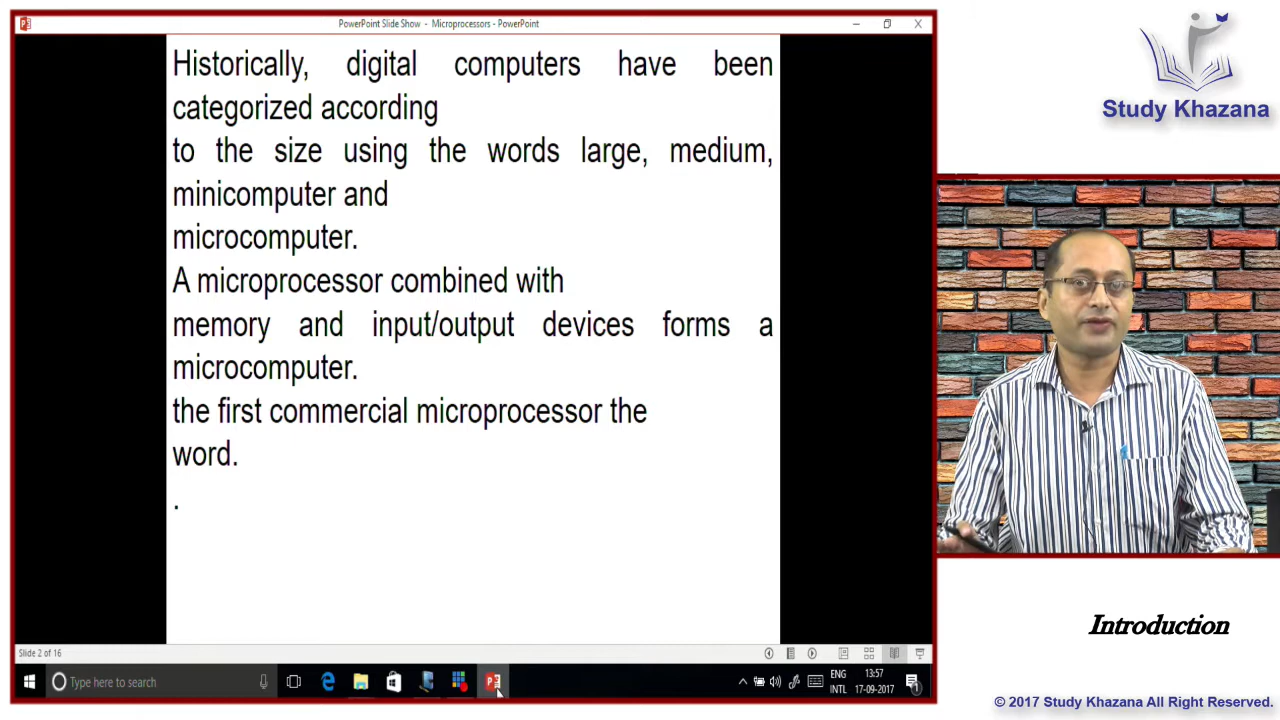 PowerPoint Slide Show - Microprocessors - PowerPoint
Study Khazana
Historically, digital computers have been
categorized according
to the size using the words large, medium,
minicomputer and
microcomputer.
A microprocessor combined with
memory and input/output devices forms a
microcomputer.
the first commercial microprocessor the
word.
.
Introduction
Slide 2 of 16
Type here to search
ENG
INTL
13:57
17-09-2017
1
© 2017 Study Khazana All Right Reserved.